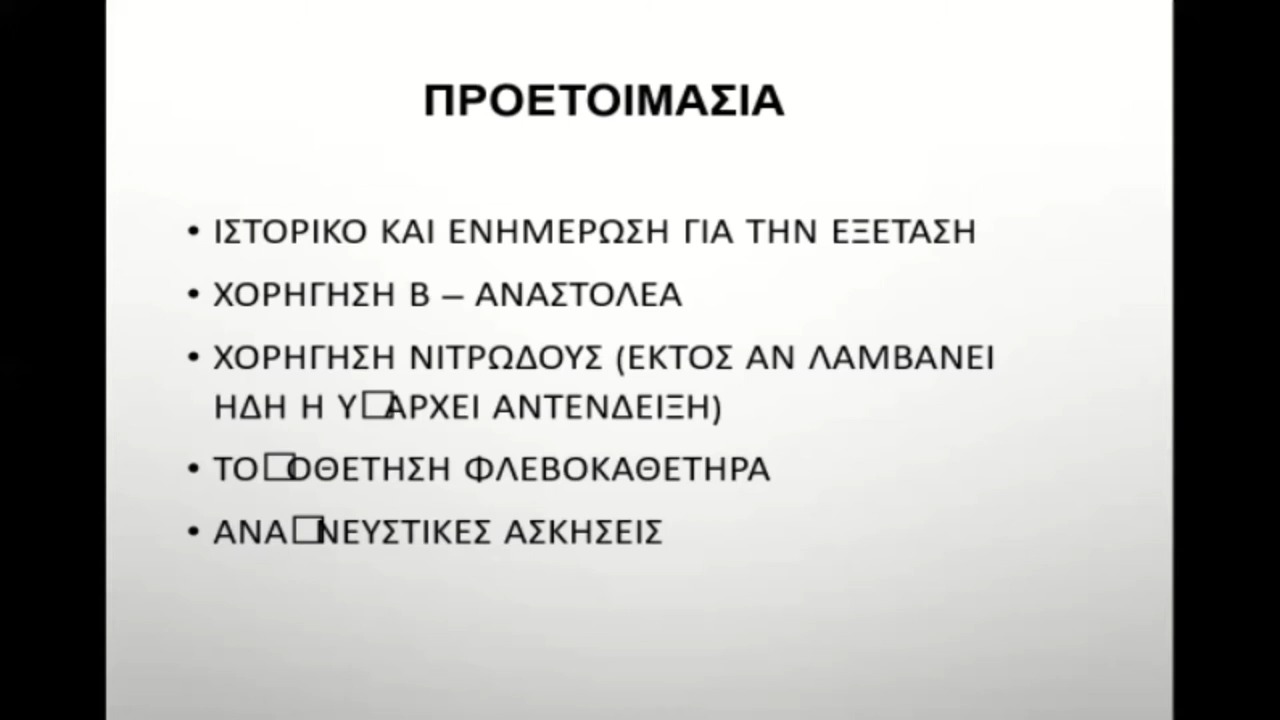 ΠΡΟΕΤΟΙΜΑΣΙΑ
• ΙΣΤΟΡΙΚΟ ΚΑΙ ΕΝΗΜΕΡΩΣΗ ΓΙΑ ΤΗΝ ΕΞΕΤΑΣΗ
• ΧΟΡΗΓΗΣΗ Β – ΑΝΑΣΤΟΛΕΑ
• ΧΟΡΗΓΗΣΗ ΝΙΤΡΩΔΟΥΣ (ΕΚΤΟΣ ΑΝ ΛΑΜΒΑΝΕΙ
ΗΔΗ Η Υ□ΑΡΧΕΙ ΑΝΤΕΝΔΕΙΞΗ)
• ΤΟ□ΟΘΕΤΗΣΗ ΦΛΕΒΟΚΑΘΕΤΗΡΑ
• ΑΝΑ□ΝΕΥΣΤΙΚΕΣ ΑΣΚΗΣΕΙΣ